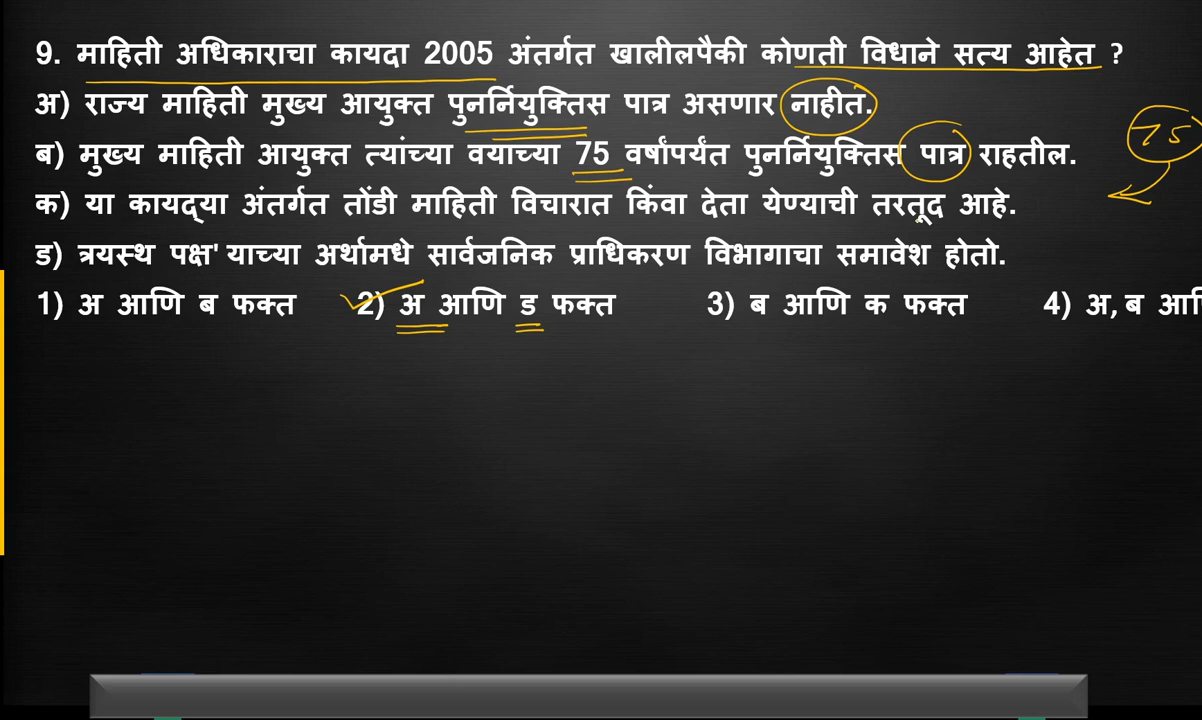 9. माहिती अधिकाराचा कायदा 2005 अंतर्गत खालीलपैकी कोणती विधाने सत्य आहेत ?
अ) राज्य माहिती मुख्य आयुक्त पुनर्नियुक्तिस पात्र असणार नाहीत.
ब) मुख्य माहिती आयुक्त त्यांच्या वयाच्या 75 वर्षांपर्यंत पुनर्नियुक्तिस पात्र राहतील. 75
क) या कायद्या अंतर्गत तोंडी माहिती विचारात किंवा देता येण्याची तरतूद आहे.
ड) त्रयस्थ पक्ष' याच्या अर्थामधे सार्वजनिक प्राधिकरण विभागाचा समावेश होतो.
1) अ आणि ब फक्त 2) अ आणि ड फक्त 3) ब आणि क फक्त 4) अ,ब